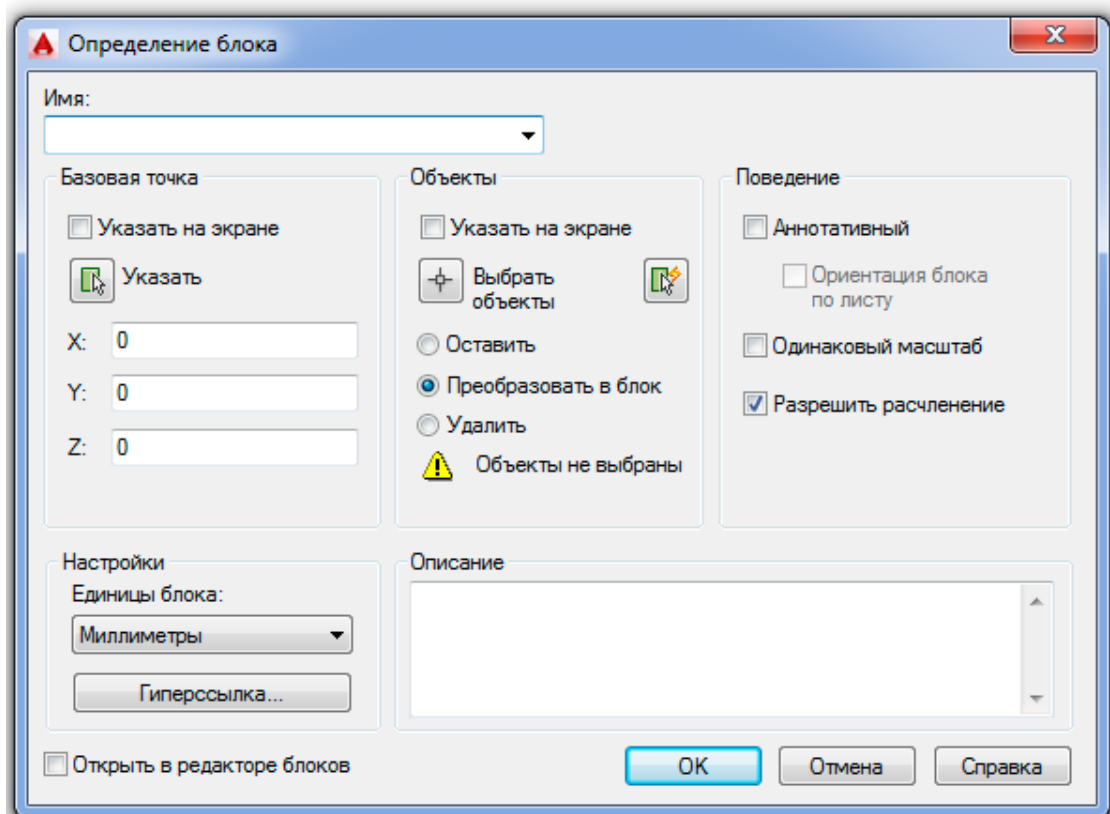 Определение блока
Имя:
Базовая точка
Указать на экране
Указать
X: 0
Y: 0
Z: 0
Объекты
Указать на экране
Выбрать
объекты
Оставить
Преобразовать в блок
Удалить
Объекты не выбраны
Поведение
Аннотативный
Ориентация блока
по листу
Одинаковый масштаб
Разрешить расчленение
Настройки
Единицы блока:
Миллиметры
Гиперссылка...
Описание
Открыть в редакторе блоков
OK
Отмена
Справка